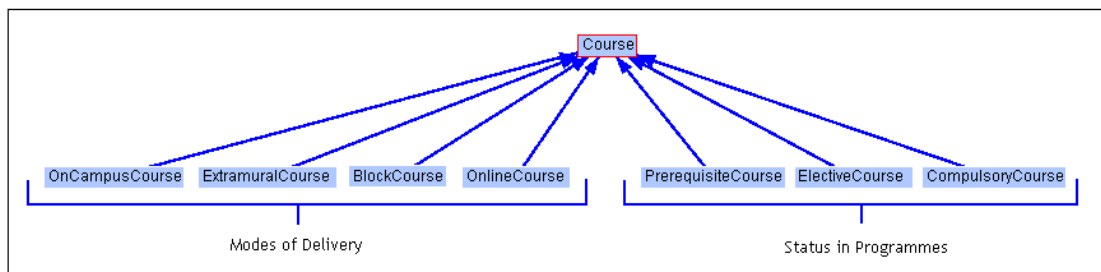 Course
OnCampusCourse ExtramuralCourse BlockCourse OnlineCourse PrerequisiteCourse ElectiveCourse CompulsoryCourse
Modes of Delivery Status in Programmes